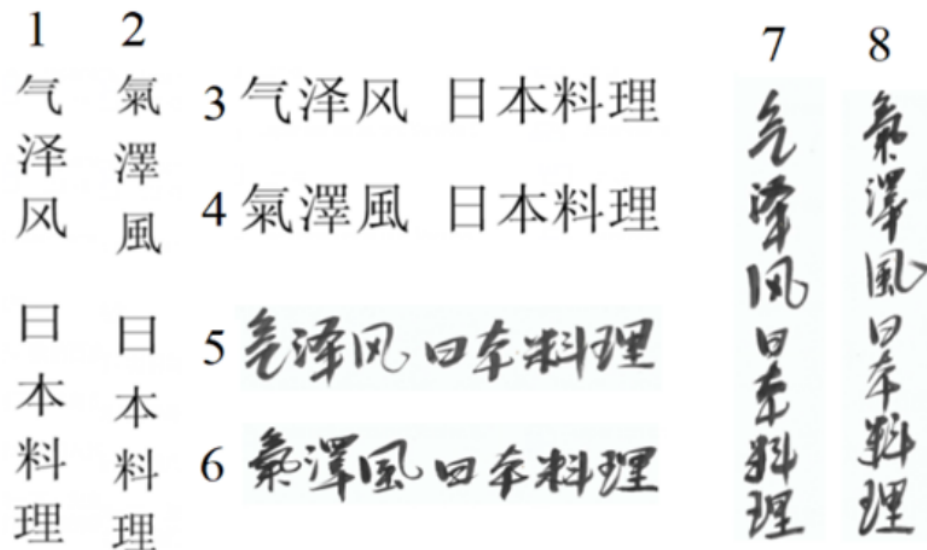 1
气泽风 日本料理
2
氣澤風 日本料理
3 气泽风 日本料理
4 氣澤風 日本料理
5 气泽风 日本料理
6 氣澤風 日本料理
7
气泽风日本料理
8
氣澤風日本料理